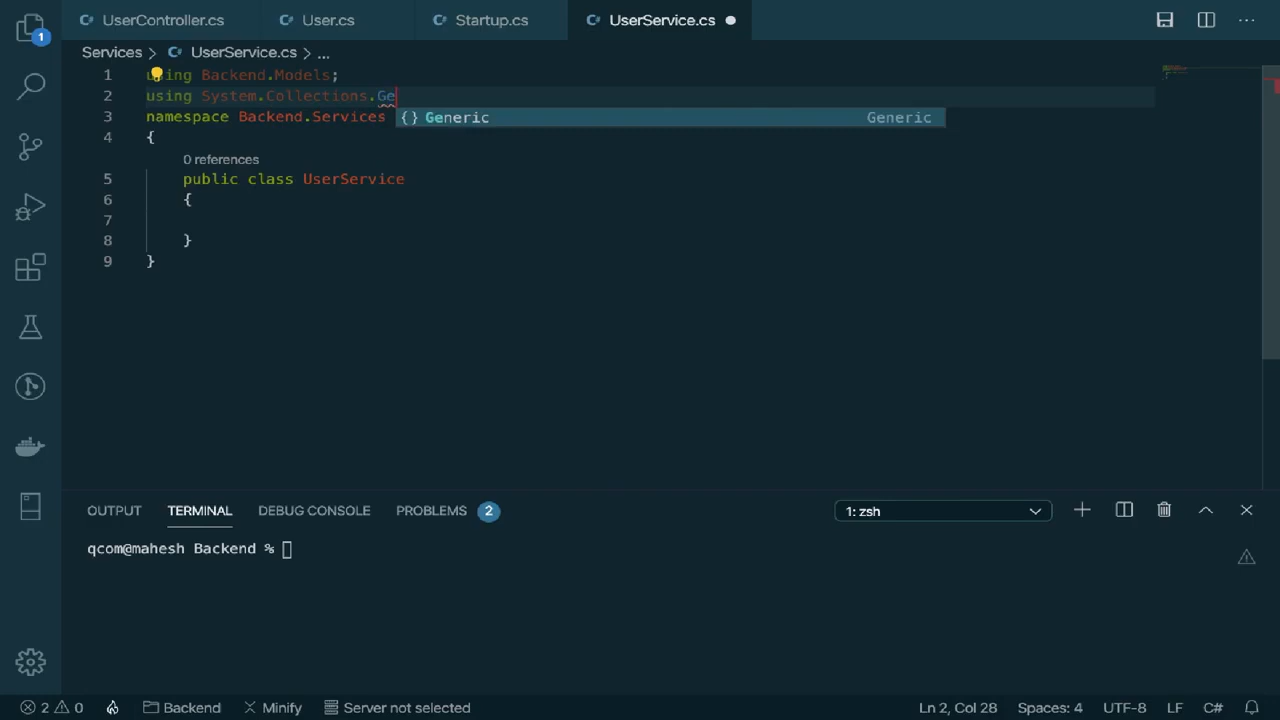 UserController.cs User.cs Startup.cs UserService.cs
Services > UserService.cs > ...
1 using Backend.Models;
2 using System.Collections.Ge
{} Generic Generic
3 namespace Backend.Services
4 {
0 references
5 public class UserService
6 {
7
8 }
9 }
1
OUTPUT TERMINAL DEBUG CONSOLE PROBLEMS 2 1: zsh
qcom@mahesh Backend %
2 0 Backend Minify Server not selected Ln 2, Col 28 Spaces: 4 UTF-8 LF C#